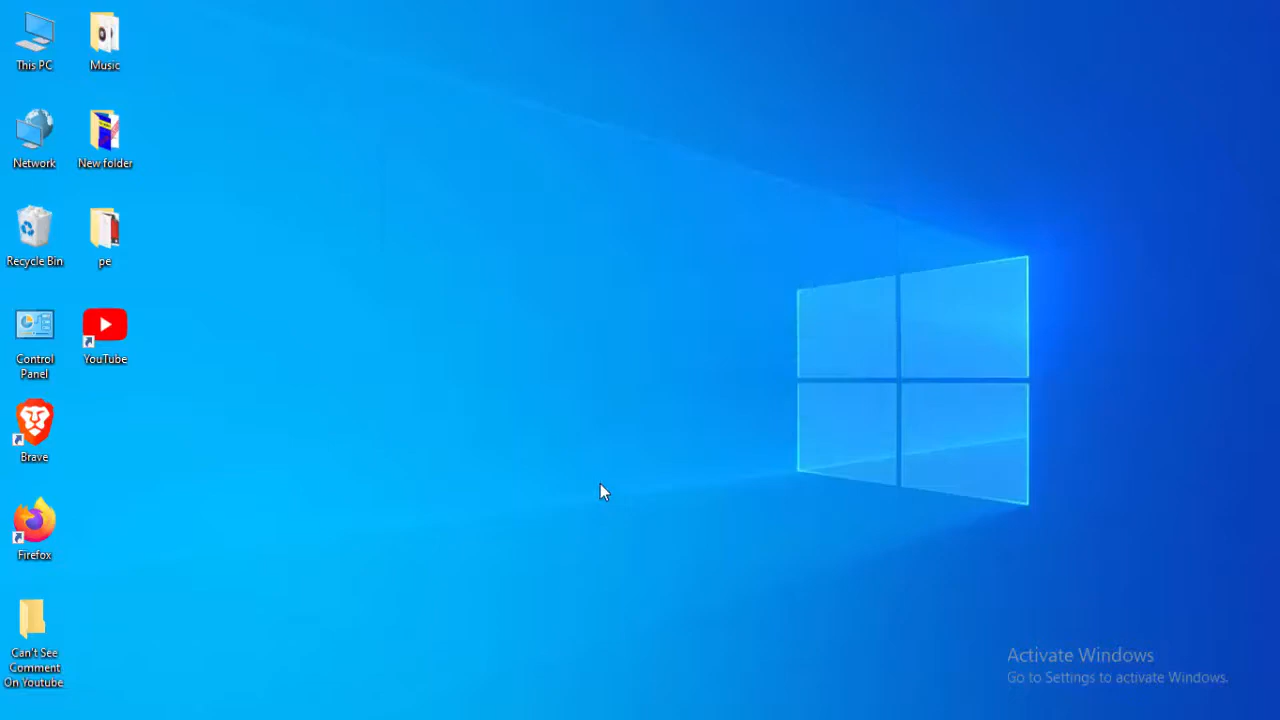 This PC
Music
Network
New folder
Recycle Bin
pe
Control
Panel
YouTube
Brave
Firefox
Can't See
Comment
On Youtube
Activate Windows
Go to Settings to activate Windows.